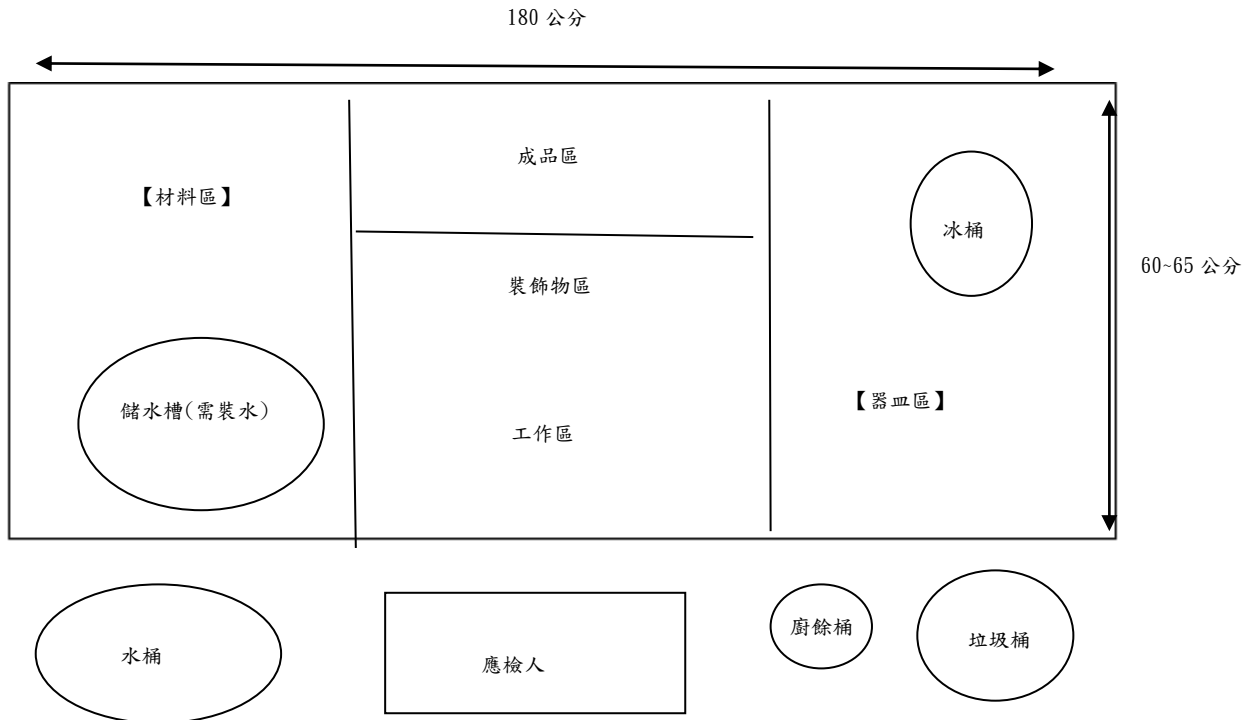 180 公分
成品區
【材料區】
冰桶
60~65 公分
裝飾物區
儲水槽(需裝水)
【器皿區】
工作區
水桶
應檢人
廚餘桶
垃圾桶